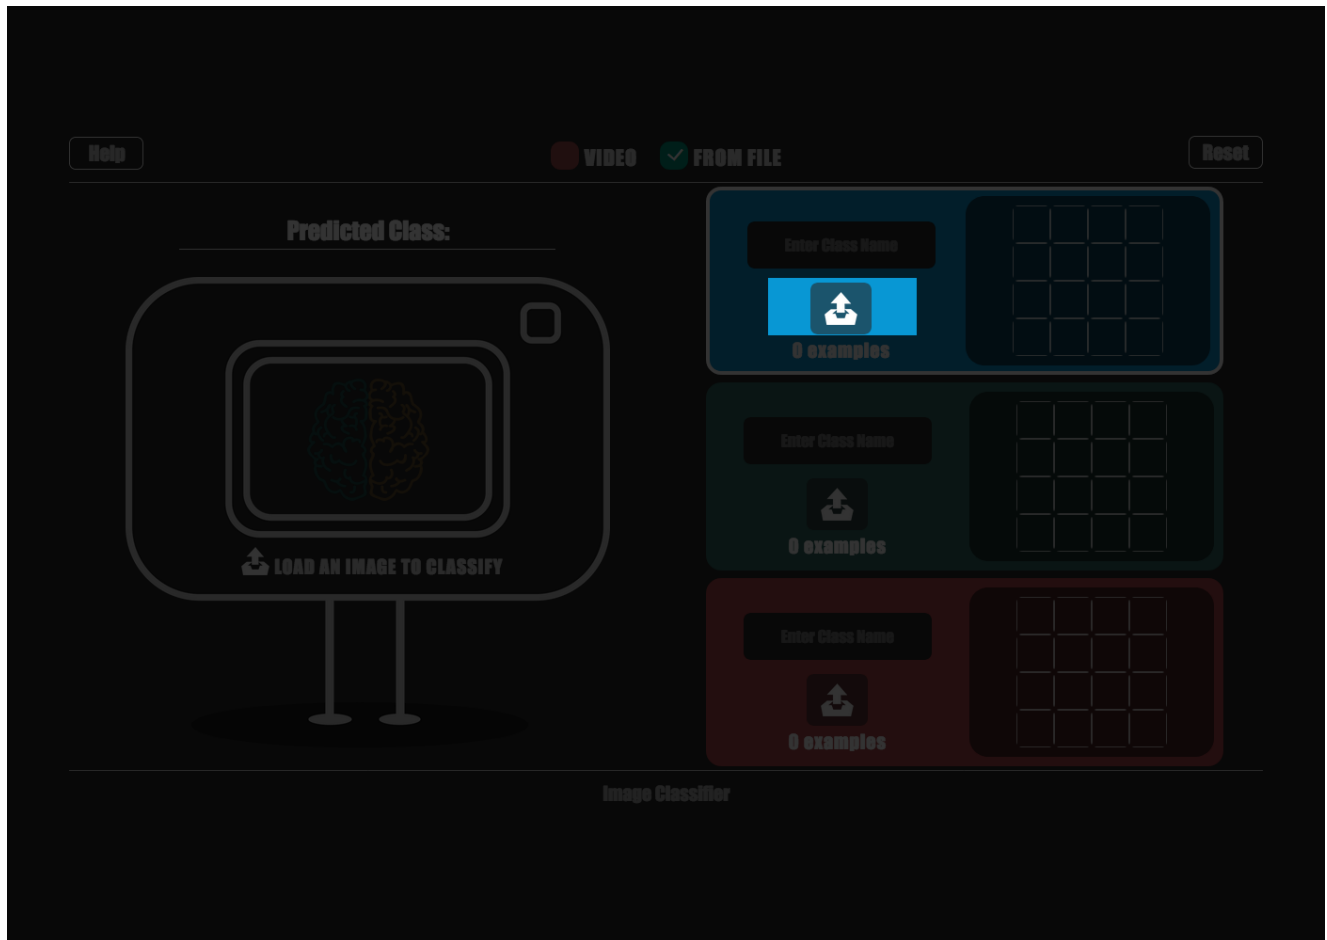 Help
VIDEO
FROM FILE
Reset
Predicted Class:
Enter Class Name
0 examples
LOAD AN IMAGE TO CLASSIFY
Enter Class Name
0 examples
Enter Class Name
0 examples
Image Classifier